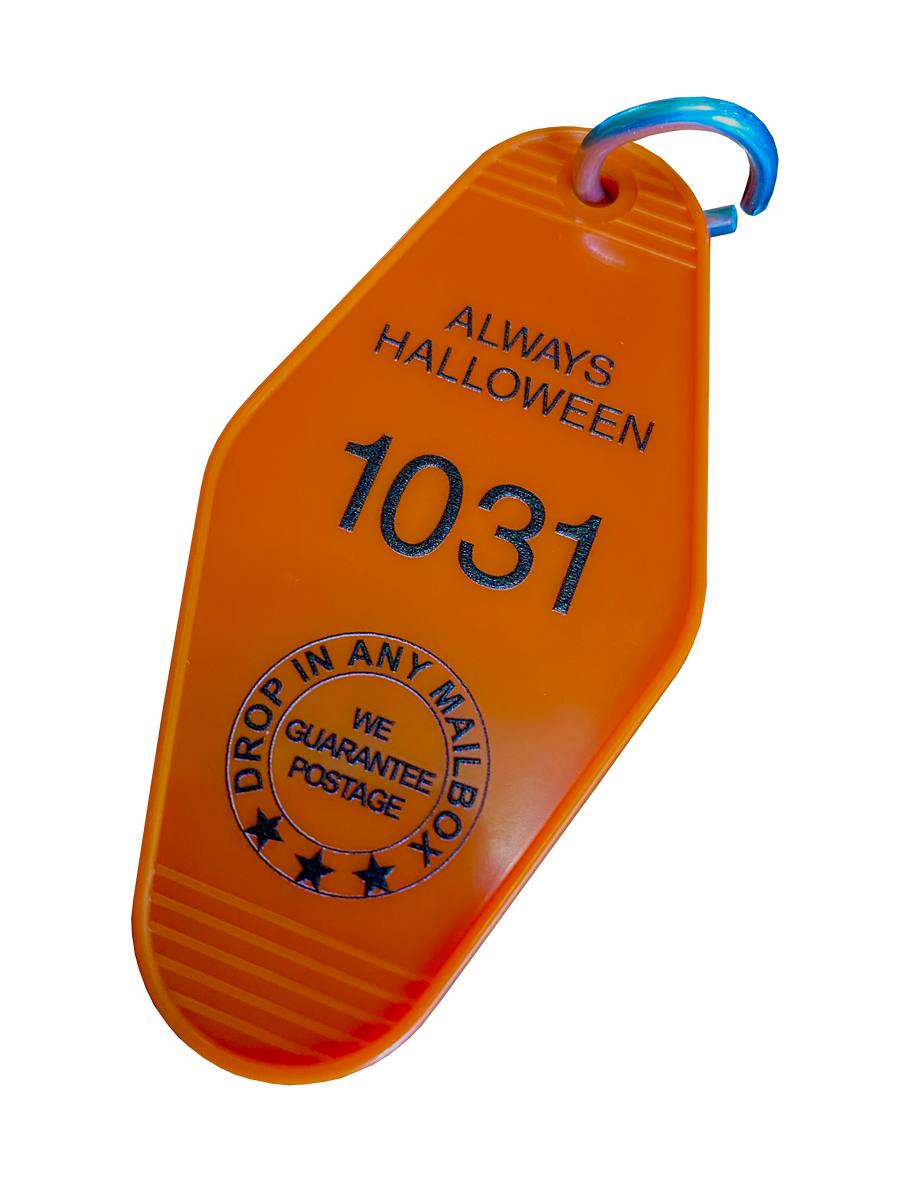 ALWAYS
HALLOWEEN
1031
DROP IN ANY MAILBOX
WE
GUARANTEE
POSTAGE